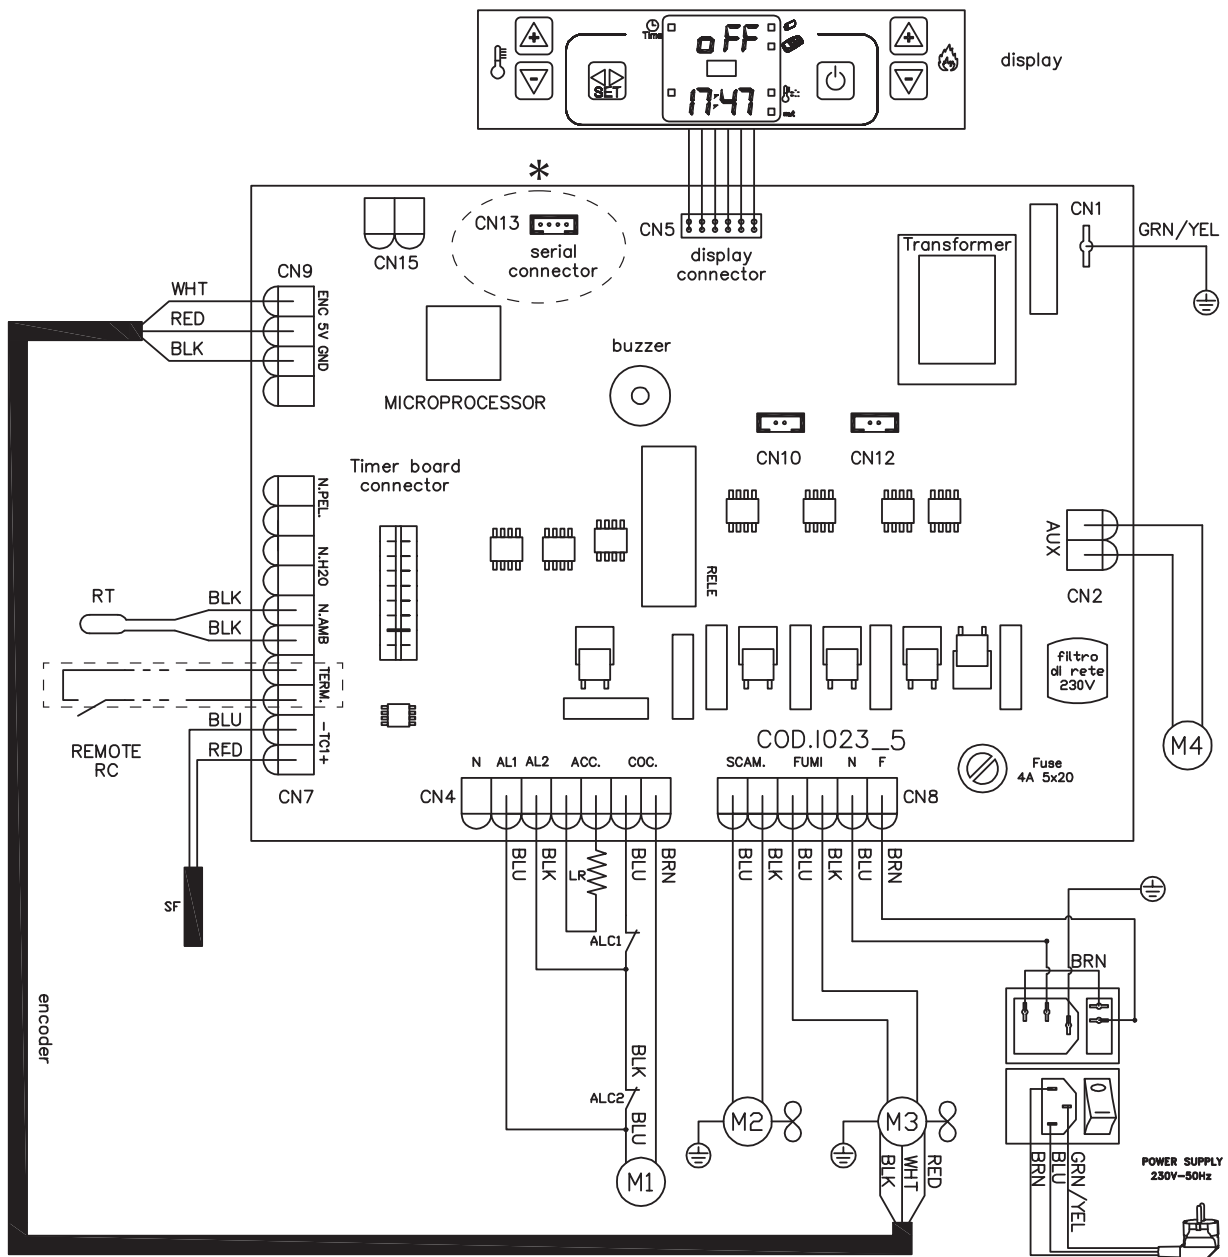 Time
oFF
SET
17:47
display
*
CN13
serial
connector
CN15
CN5
display
connector
Transformer
CN1
GRN/YEL
CN9
WHT
RED
BLK
ENC 5V GND
MICROPROCESSOR
buzzer
CN10
CN12
Timer board
connector
N.PEL.
N.H2O
N.AMB
TERM.
-TC1+
RELE
AUX
CN2
RT
BLK
BLK
REMOTE
RC
BLU
RED
CN7
filtro
di rete
230V
M4
COD.I023_5
Fuse
4A 5x20
N AL1 AL2 ACC. COC.
CN4
SCAM. FUMI N F
CN8
BLU
BLK
LR
BLU
BRN
BLU
BLK
BLK
BLU
BRN
SF
ALC1
BRN
encoder
BLK
ALC2
BLU
M1
M2
M3
BLK
WHT
RED
BRN
BLU
GRN/YEL
POWER SUPPLY
230V-50Hz